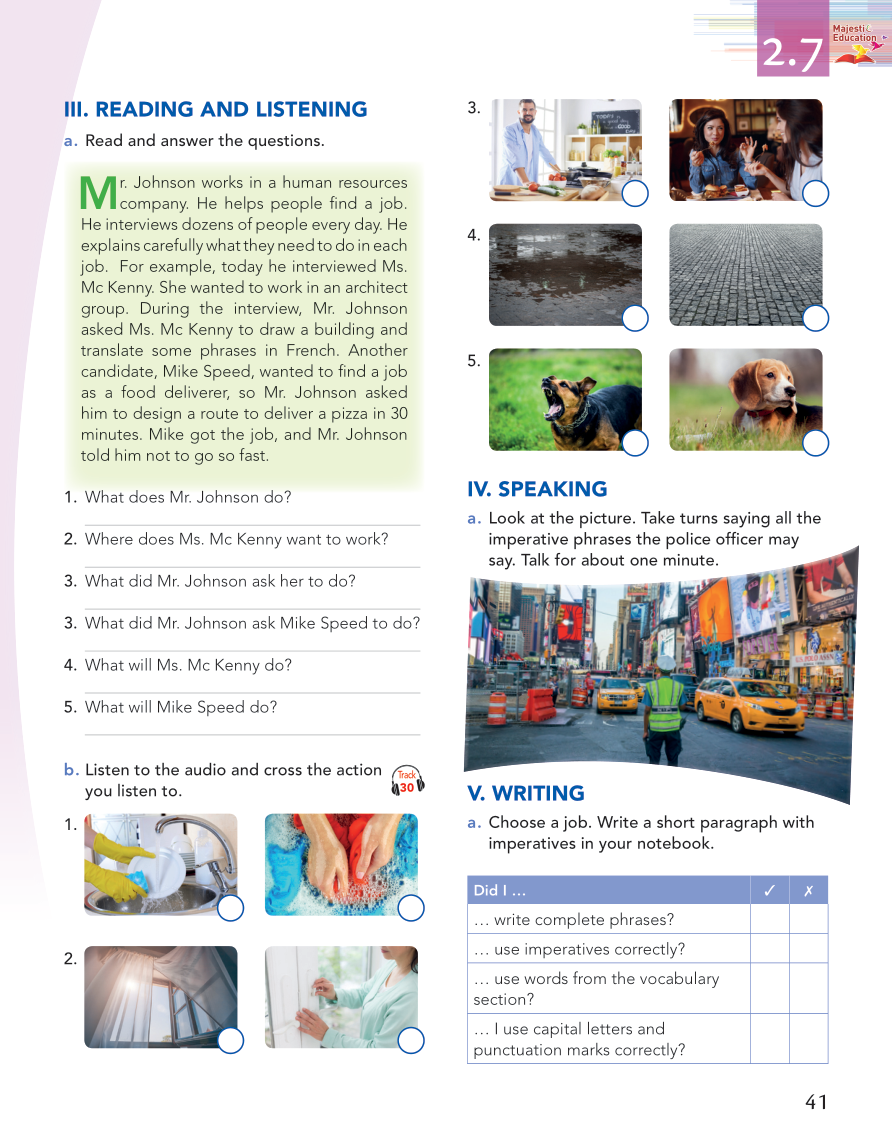 2.7
Majestic
Education
III. READING AND LISTENING
a. Read and answer the questions.
Mr. Johnson works in a human resources
company. He helps people find a job.
He interviews dozens of people every day. He
explains carefully what they need to do in each
job. For example, today he interviewed Ms.
Mc Kenny. She wanted to work in an architect
group. During the interview, Mr. Johnson
asked Ms. Mc Kenny to draw a building and
translate some phrases in French. Another
candidate, Mike Speed, wanted to find a job
as a food deliverer, so Mr. Johnson asked
him to design a route to deliver a pizza in 30
minutes. Mike got the job, and Mr. Johnson
told him not to go so fast.
1. What does Mr. Johnson do?
2. Where does Ms. Mc Kenny want to work?
3. What did Mr. Johnson ask her to do?
3. What did Mr. Johnson ask Mike Speed to do?
4. What will Ms. Mc Kenny do?
5. What will Mike Speed do?
b. Listen to the audio and cross the action
you listen to.
Track
30
1.
2.
3.
4.
5.
IV. SPEAKING
a. Look at the picture. Take turns saying all the
imperative phrases the police officer may
say. Talk for about one minute.
V. WRITING
a. Choose a job. Write a short paragraph with
imperatives in your notebook.
Did I ... ✓ ✗
... write complete phrases?
... use imperatives correctly?
... use words from the vocabulary
section?
... I use capital letters and
punctuation marks correctly?
41